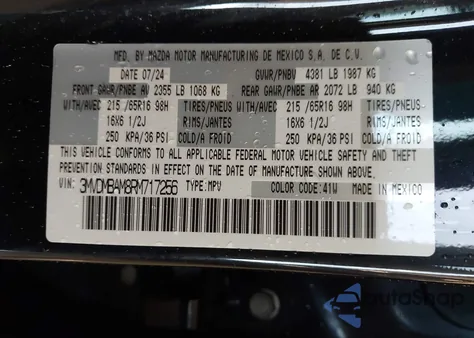 MFD. BY MAZDA MOTOR MANUFACTURING DE MEXICO S.A. DE C.V.
DATE 07/24 GVWR/PNBV 4381 LB 1987 KG
FRONT GAWR/PNBE AV 2355 LB 1068 KG REAR GAWR/PNBE AR 2072 LB 940 KG
WITH/AVEC 215/65R16 98H TIRES/PNEUS WITH/AVEC 215/65R16 98H TIRES/PNEUS
16X6 1/2J RIMS/JANTES 16X6 1/2J RIMS/JANTES
250 KPA/36 PSI COLD/A FROID 250 KPA/36 PSI COLD/A FROID
THIS VEHICLE CONFORMS TO ALL APPLICABLE FEDERAL MOTOR VEHICLE SAFETY AND THEFT
PREVENTION STANDARDS IN EFFECT ON THE DATE OF MANUFACTURE SHOWN ABOVE.
VIN: 3MVDMBAM8RM717256 TYPE: MPV COLOR CODE: 41W MADE IN MEXICO
AutoSnap